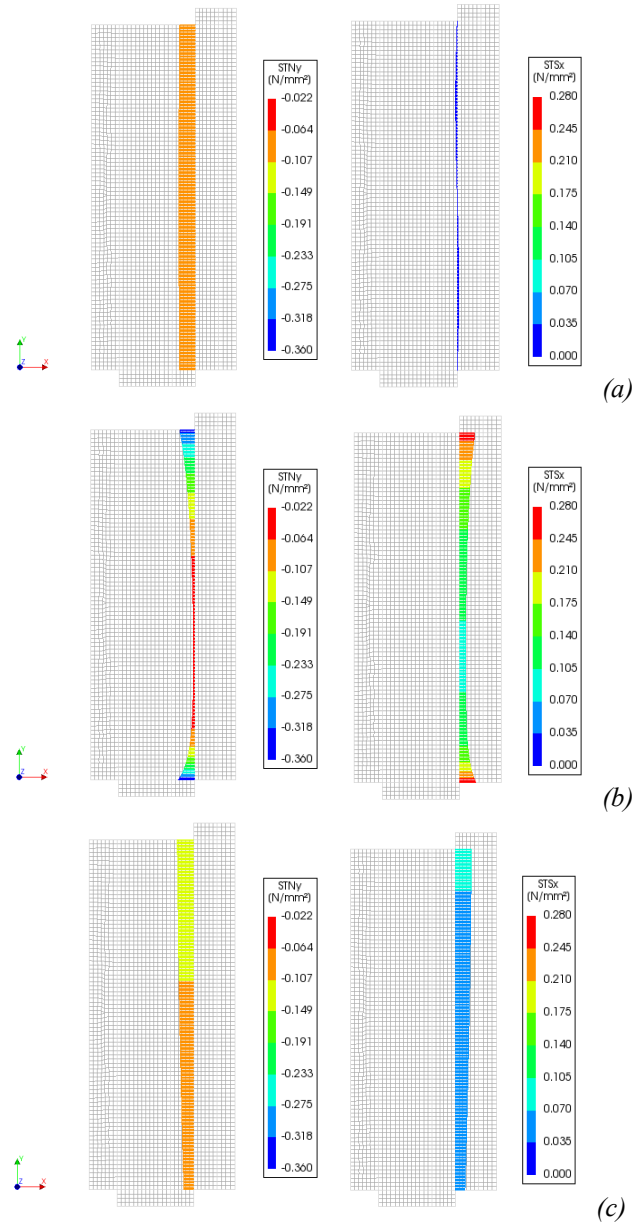 STNy
(N/mm²)
-0.022
-0.064
-0.107
-0.149
-0.191
-0.233
-0.275
-0.318
-0.360
STSx
(N/mm²)
0.280
0.245
0.210
0.175
0.140
0.105
0.070
0.035
0.000
Y
Z
X
(a)
STNy
(N/mm²)
-0.022
-0.064
-0.107
-0.149
-0.191
-0.233
-0.275
-0.318
-0.360
STSx
(N/mm²)
0.280
0.245
0.210
0.175
0.140
0.105
0.070
0.035
0.000
Y
Z
X
(b)
STNy
(N/mm²)
-0.022
-0.064
-0.107
-0.149
-0.191
-0.233
-0.275
-0.318
-0.360
STSx
(N/mm²)
0.280
0.245
0.210
0.175
0.140
0.105
0.070
0.035
0.000
Y
Z
X
(c)